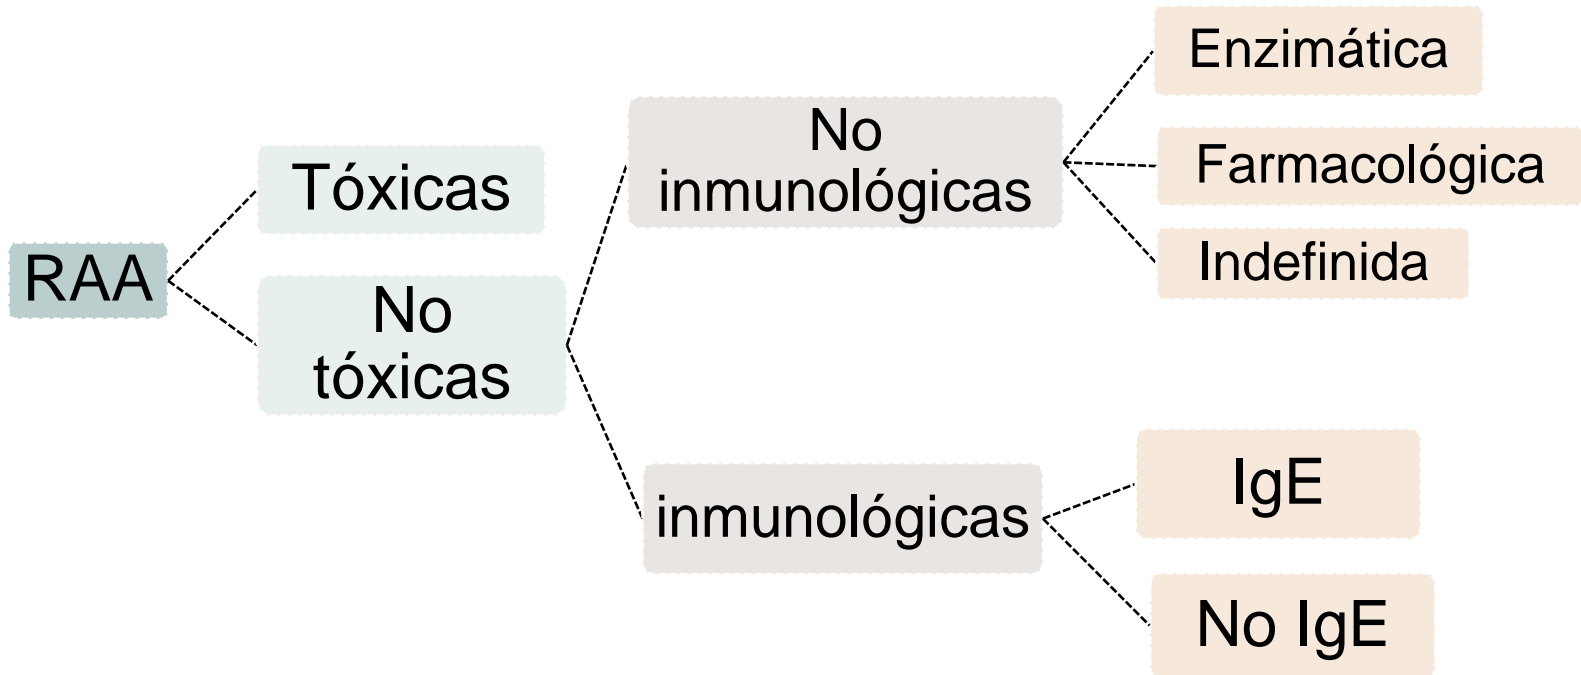 RAA
Tóxicas
No
tóxicas
No
inmunológicas
inmunológicas
Enzimática
Farmacológica
Indefinida
IgE
No IgE